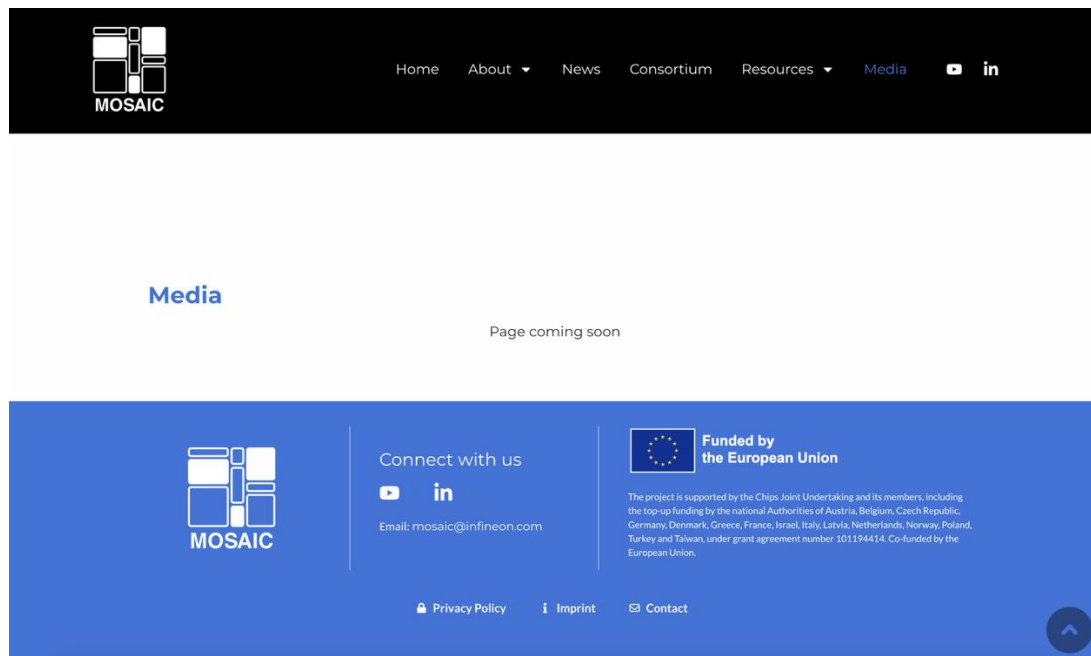 MOSAIC
Home About News Consortium Resources Media in
Media
Page coming soon
MOSAIC
Connect with us
in
Email: mosaic@infineon.com
Funded by
the European Union
The project is supported by the Chips Joint Undertaking and its members, including
the top-up funding by the national Authorities of Austria, Belgium, Czech Republic,
Germany, Denmark, Greece, France, Israel, Italy, Latvia, Netherlands, Norway, Poland,
Turkey and Taiwan, under grant agreement number 101194414. Co-funded by the
European Union.
Privacy Policy i Imprint Contact